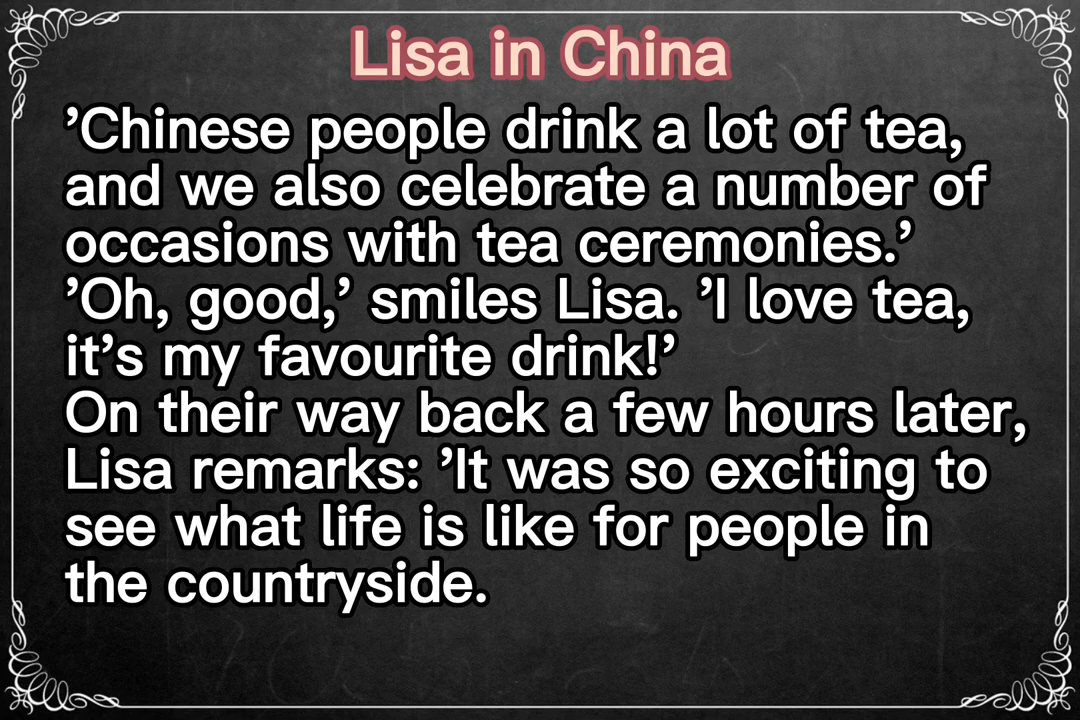 Lisa in China
’Chinese people drink a lot of tea,
and we also celebrate a number of
occasions with tea ceremonies.’
’Oh, good,’ smiles Lisa. ’I love tea,
it’s my favourite drink!’
On their way back a few hours later,
Lisa remarks: ’It was so exciting to
see what life is like for people in
the countryside.